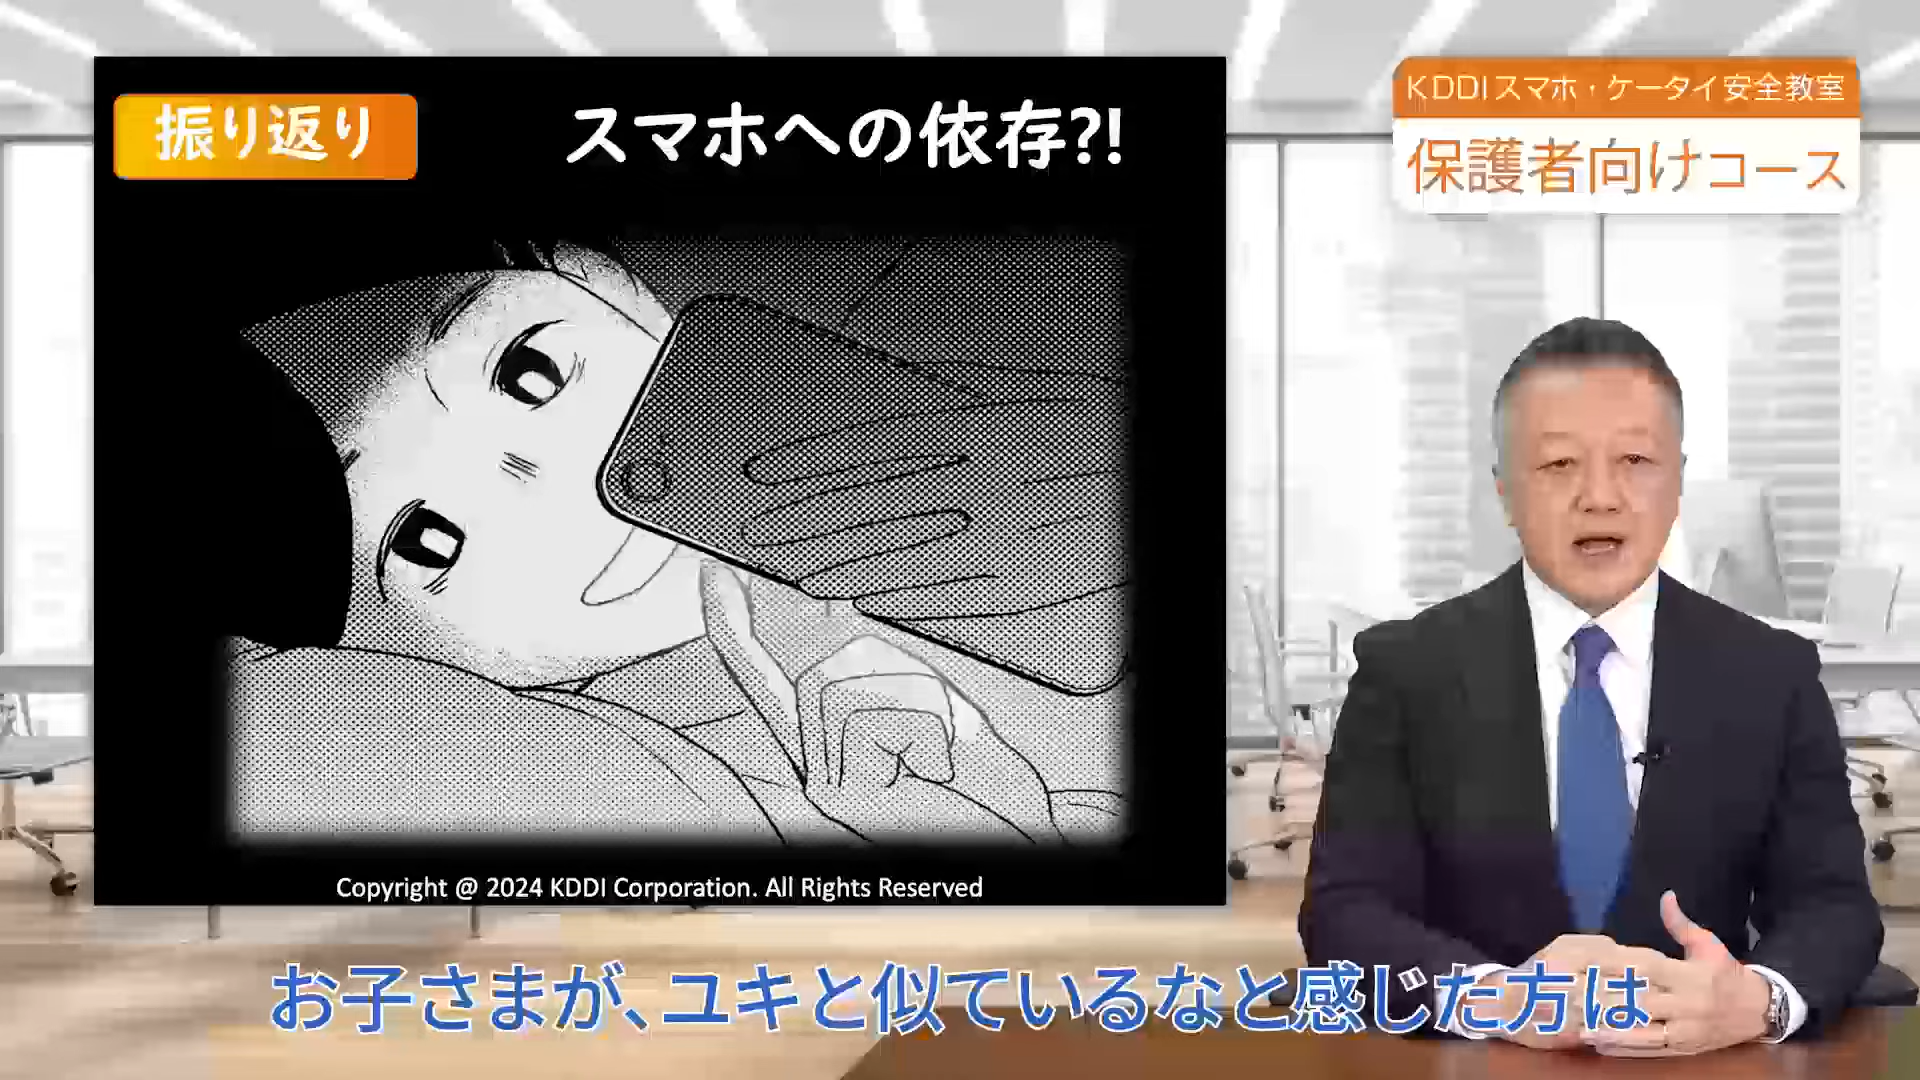 振り返り
スマホへの依存?!
KDDIスマホ・ケータイ安全教室
保護者向けコース
Copyright @ 2024 KDDI Corporation. All Rights Reserved
お子さまが、ユキと似ているなと感じた方は